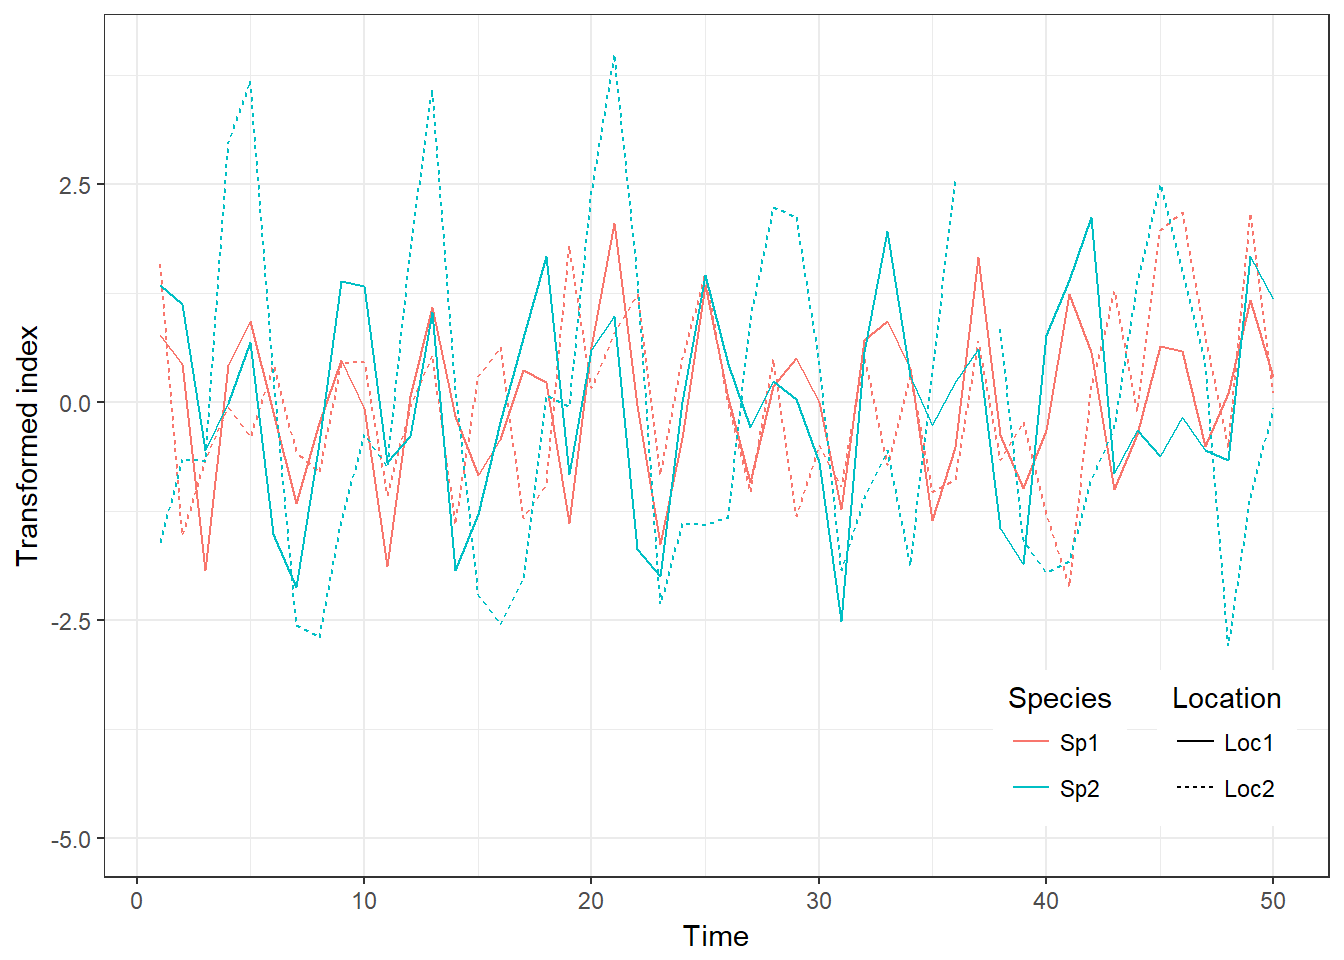 Transformed index
2.5
0.0
-2.5
-5.0
0 10 20 30 40 50
Time
Species
Sp1
Sp2
Location
Loc1
Loc2